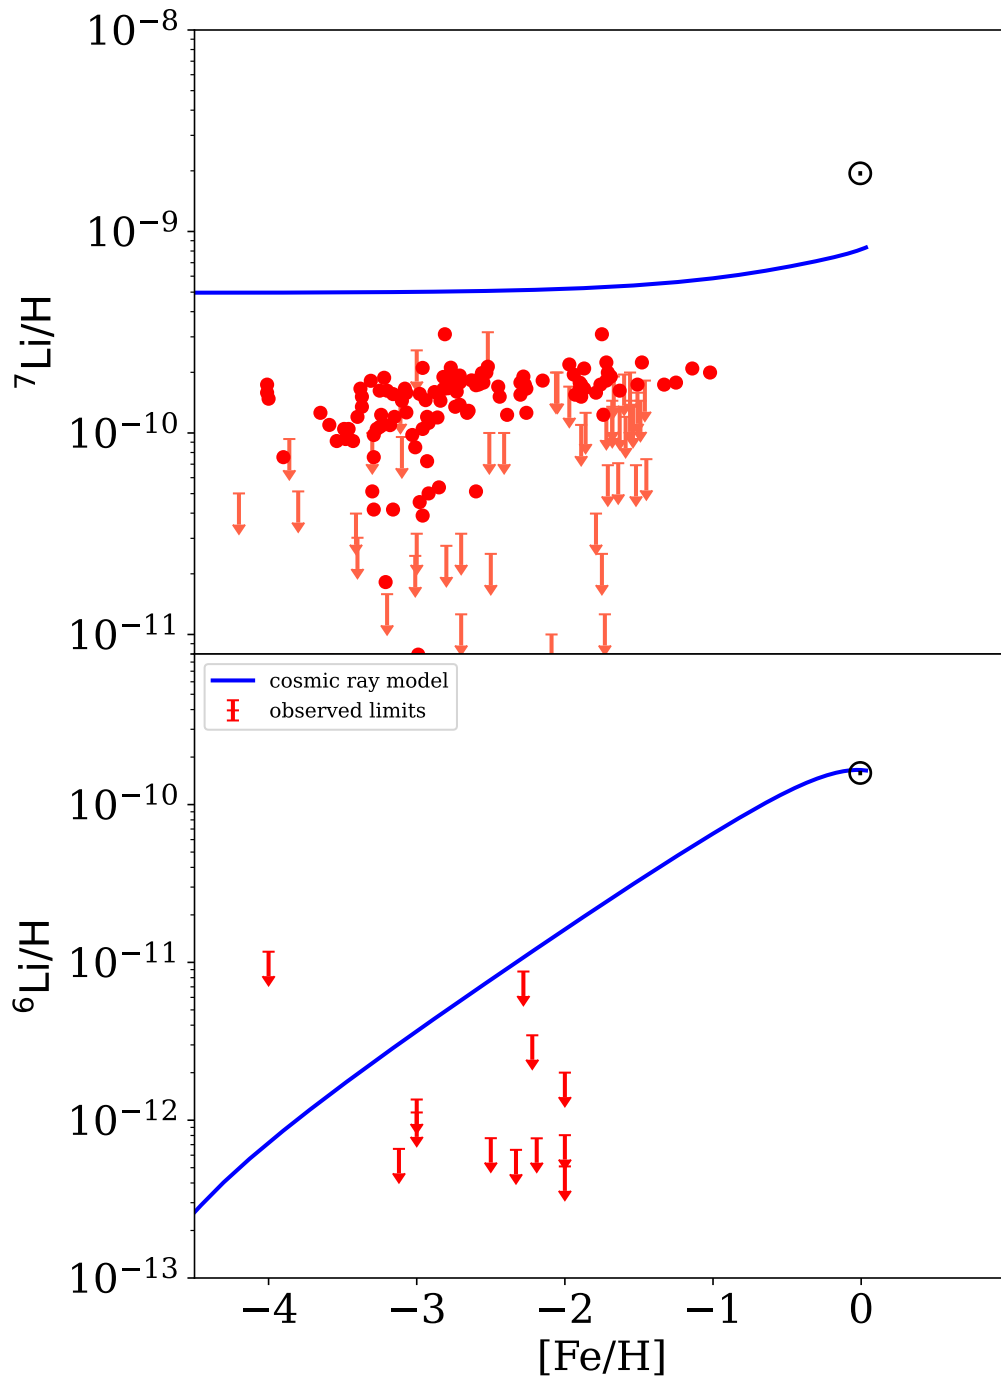 10⁻⁸
10⁻⁹
10⁻¹⁰
10⁻¹¹
⁷Li/H
cosmic ray model
observed limits
10⁻¹⁰
10⁻¹¹
10⁻¹²
10⁻¹³
⁶Li/H
−4 −3 −2 −1 0
[Fe/H]